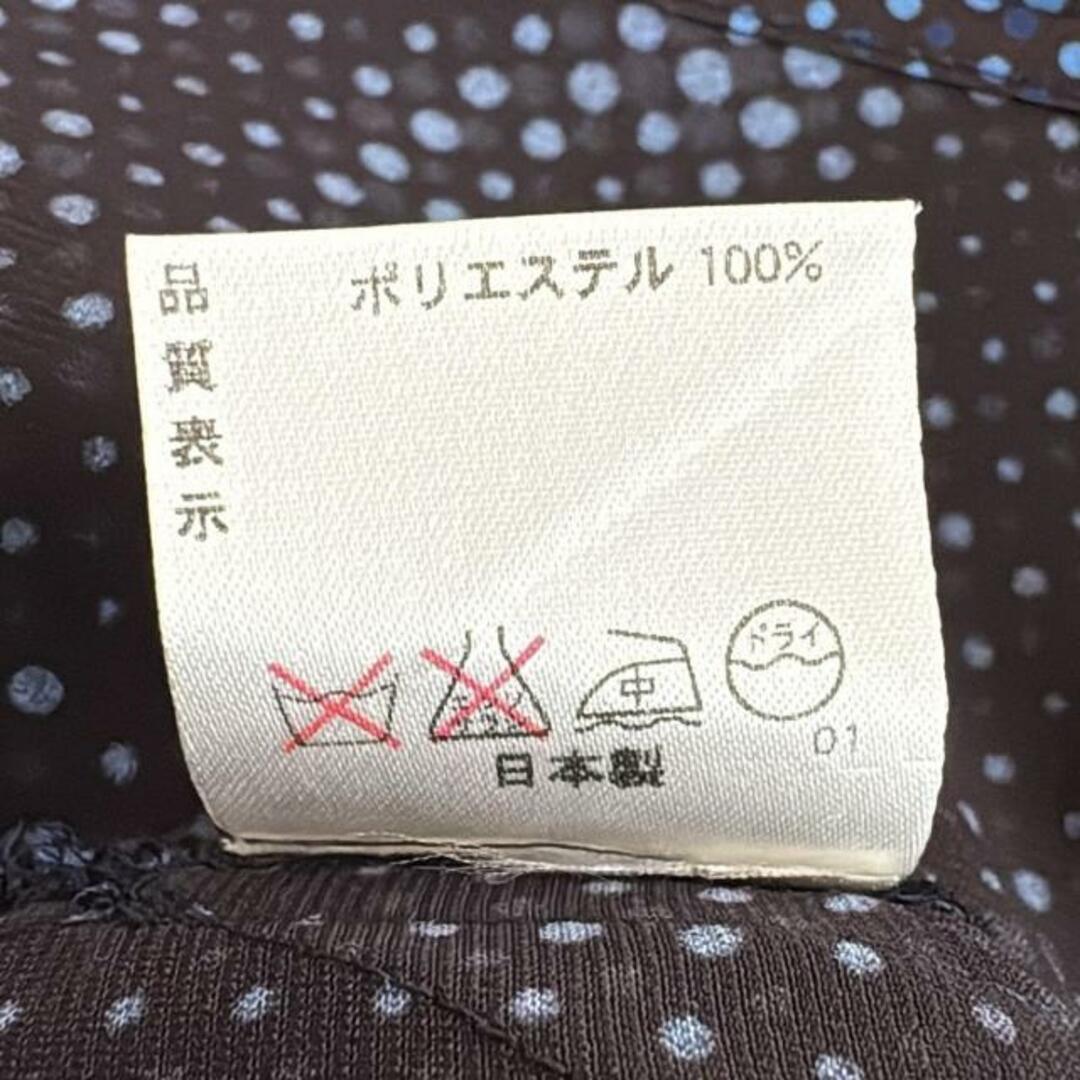 品質表示
ポリエステル 100%
中
ドライ
01
日本製